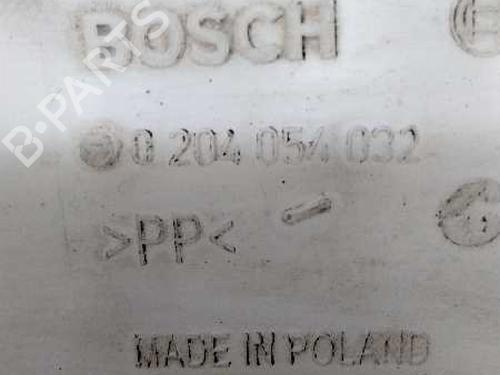 BOSCH
0 204 054 032
>PP<
MADE IN POLAND
B-PARTS